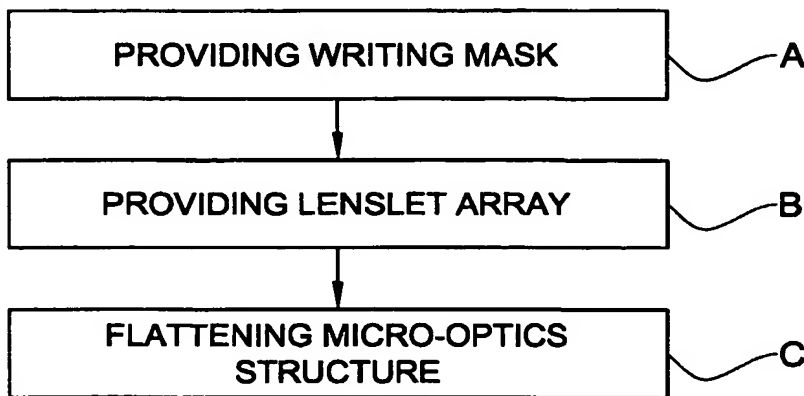 PROVIDING WRITING MASK
A
PROVIDING LENSLET ARRAY
B
FLATTENING MICRO-OPTICS
STRUCTURE
C